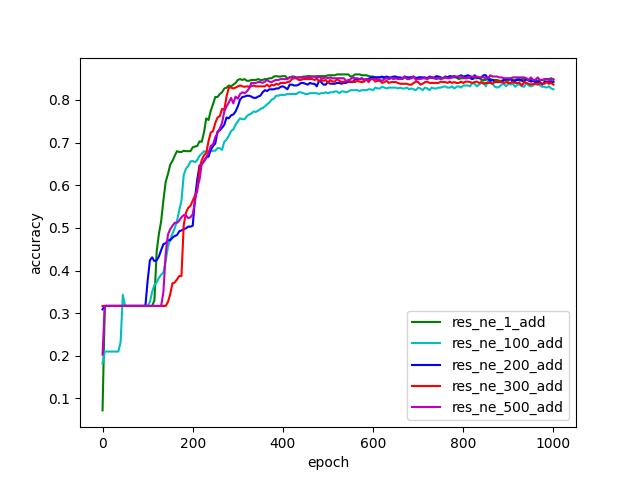 0.8
0.7
0.6
0.5
0.4
0.3
0.2
0.1
accuracy
res_ne_1_add
res_ne_100_add
res_ne_200_add
res_ne_300_add
res_ne_500_add
0 200 400 600 800 1000
epoch